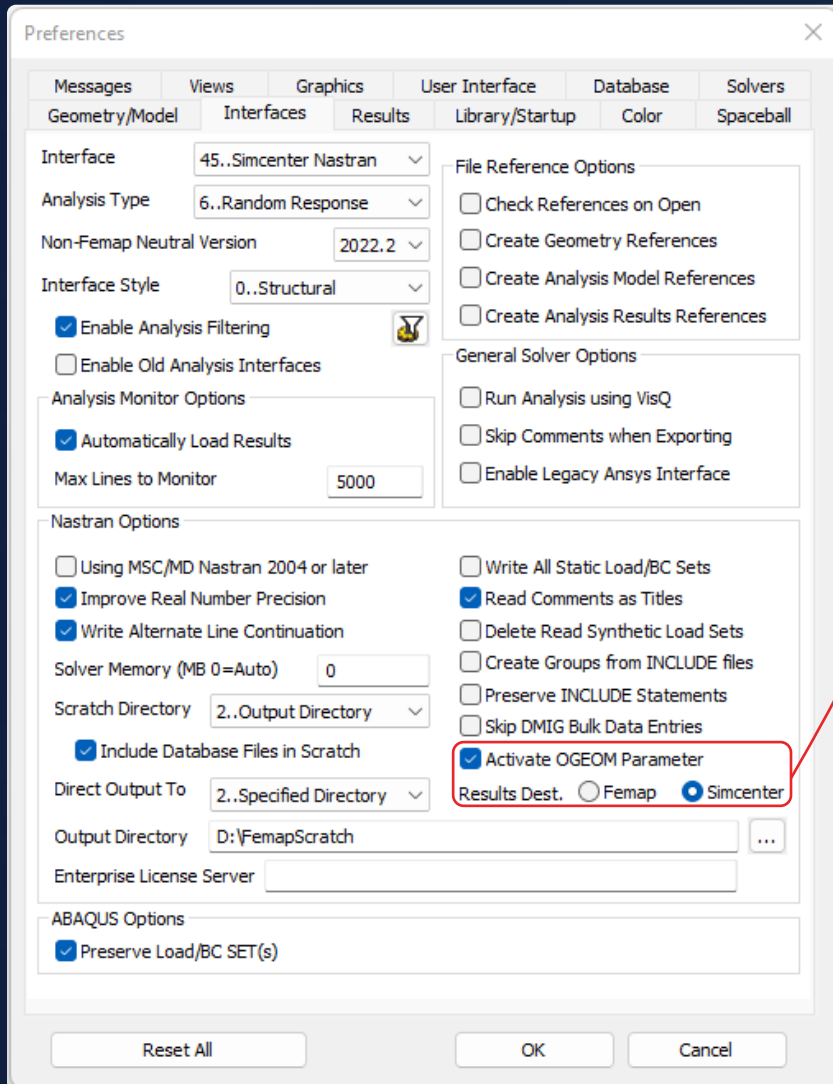 Preferences
Messages Views Graphics User Interface Database Solvers
Geometry/Model Interfaces Results Library/Startup Color Spaceball
Interface 45..Simcenter Nastran
Analysis Type 6..Random Response
Non-Femap Neutral Version 2022.2
Interface Style 0..Structural
Enable Analysis Filtering
Enable Old Analysis Interfaces
File Reference Options
Check References on Open
Create Geometry References
Create Analysis Model References
Create Analysis Results References
Analysis Monitor Options
Automatically Load Results
Max Lines to Monitor 5000
General Solver Options
Run Analysis using VisQ
Skip Comments when Exporting
Enable Legacy Ansys Interface
Nastran Options
Using MSC/MD Nastran 2004 or later
Improve Real Number Precision
Write Alternate Line Continuation
Solver Memory (MB 0=Auto) 0
Scratch Directory 2..Output Directory
Include Database Files in Scratch
Direct Output To 2..Specified Directory
Write All Static Load/BC Sets
Read Comments as Titles
Delete Read Synthetic Load Sets
Create Groups from INCLUDE files
Preserve INCLUDE Statements
Skip DMIG Bulk Data Entries
Activate OGEOM Parameter
Results Dest. Femap Simcenter
Output Directory D:\FemapScratch ...
Enterprise License Server
ABAQUS Options
Preserve Load/BC SET(s)
Reset All OK Cancel